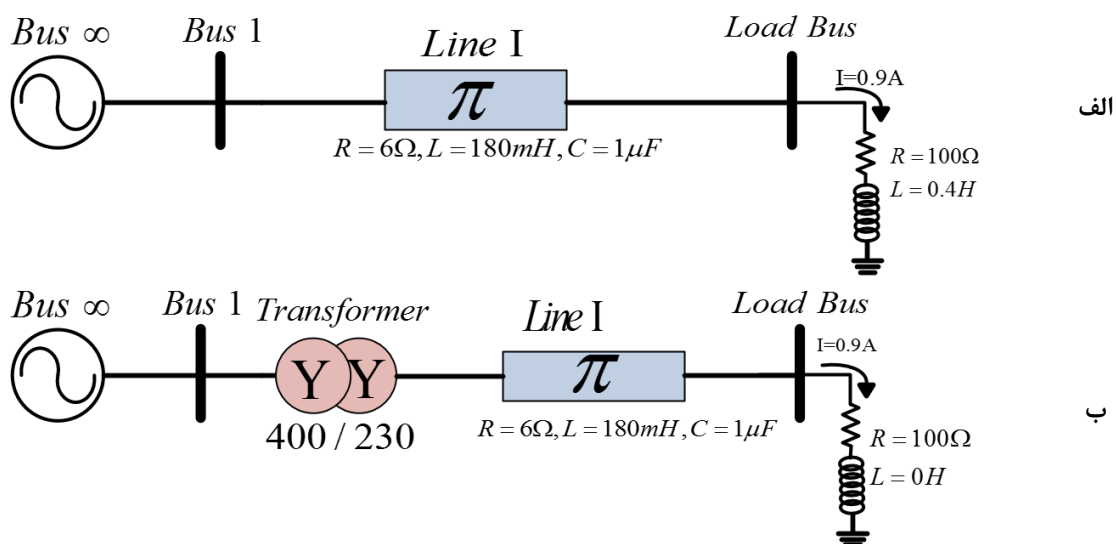 Bus ∞
Bus 1
Line I
Load Bus
π
I=0.9A
الف
R = 6Ω, L = 180mH, C = 1μF
R = 100Ω
L = 0.4H
Bus ∞
Bus 1
Transformer
Line I
Load Bus
Y Y
π
I=0.9A
ب
400 / 230
R = 6Ω, L = 180mH, C = 1μF
R = 100Ω
L = 0H